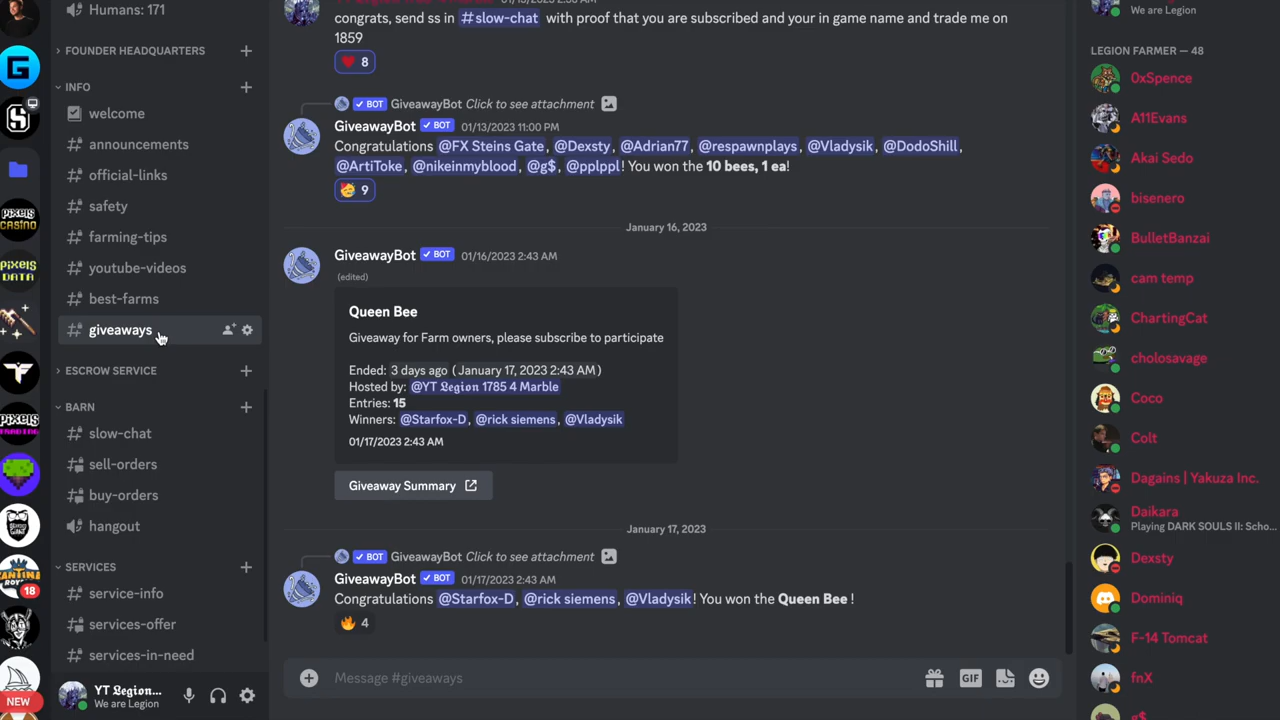 Humans: 171
FOUNDER HEADQUARTERS
INFO
welcome
announcements
official-links
safety
farming-tips
youtube-videos
best-farms
giveaways
ESCROW SERVICE
BARN
slow-chat
sell-orders
buy-orders
hangout
SERVICES
service-info
services-offer
services-in-need
YT 𝕷𝖊𝖌𝖎𝖔𝖓...
We are Legion
G
PIXELS
CASINO
PIXELS
DATA
PIXELS
18
NEW
congrats, send ss in #slow-chat with proof that you are subscribed and your in game name and trade me on
1859
8
BOT GiveawayBot Click to see attachment
GiveawayBot BOT 01/13/2023 11:00 PM
Congratulations @FX Steins Gate, @Dexsty, @Adrian77, @respawnplays, @Vladysik, @DodoShill,
@ArtiToke, @nikeinmyblood, @g$, @pplppl! You won the 10 bees, 1 ea!
9
January 16, 2023
GiveawayBot BOT 01/16/2023 2:43 AM
(edited)
Queen Bee
Giveaway for Farm owners, please subscribe to participate
Ended: 3 days ago (January 17, 2023 2:43 AM)
Hosted by: @YT 𝕷𝖊𝖌𝖎𝖔𝖓 1785 4 Marble
Entries: 15
Winners: @Starfox-D, @rick siemens, @Vladysik
01/17/2023 2:43 AM
Giveaway Summary
January 17, 2023
BOT GiveawayBot Click to see attachment
GiveawayBot BOT 01/17/2023 2:43 AM
Congratulations @Starfox-D, @rick siemens, @Vladysik! You won the Queen Bee !
4
Message #giveaways
GIF
We are Legion
LEGION FARMER — 48
0xSpence
A11Evans
Akai Sedo
bisenero
BulletBanzai
cam temp
ChartingCat
cholosavage
Coco
Colt
Dagains | Yakuza Inc.
Daikara
Playing DARK SOULS II: Scho...
Dexsty
Dominiq
F-14 Tomcat
fnX
g$